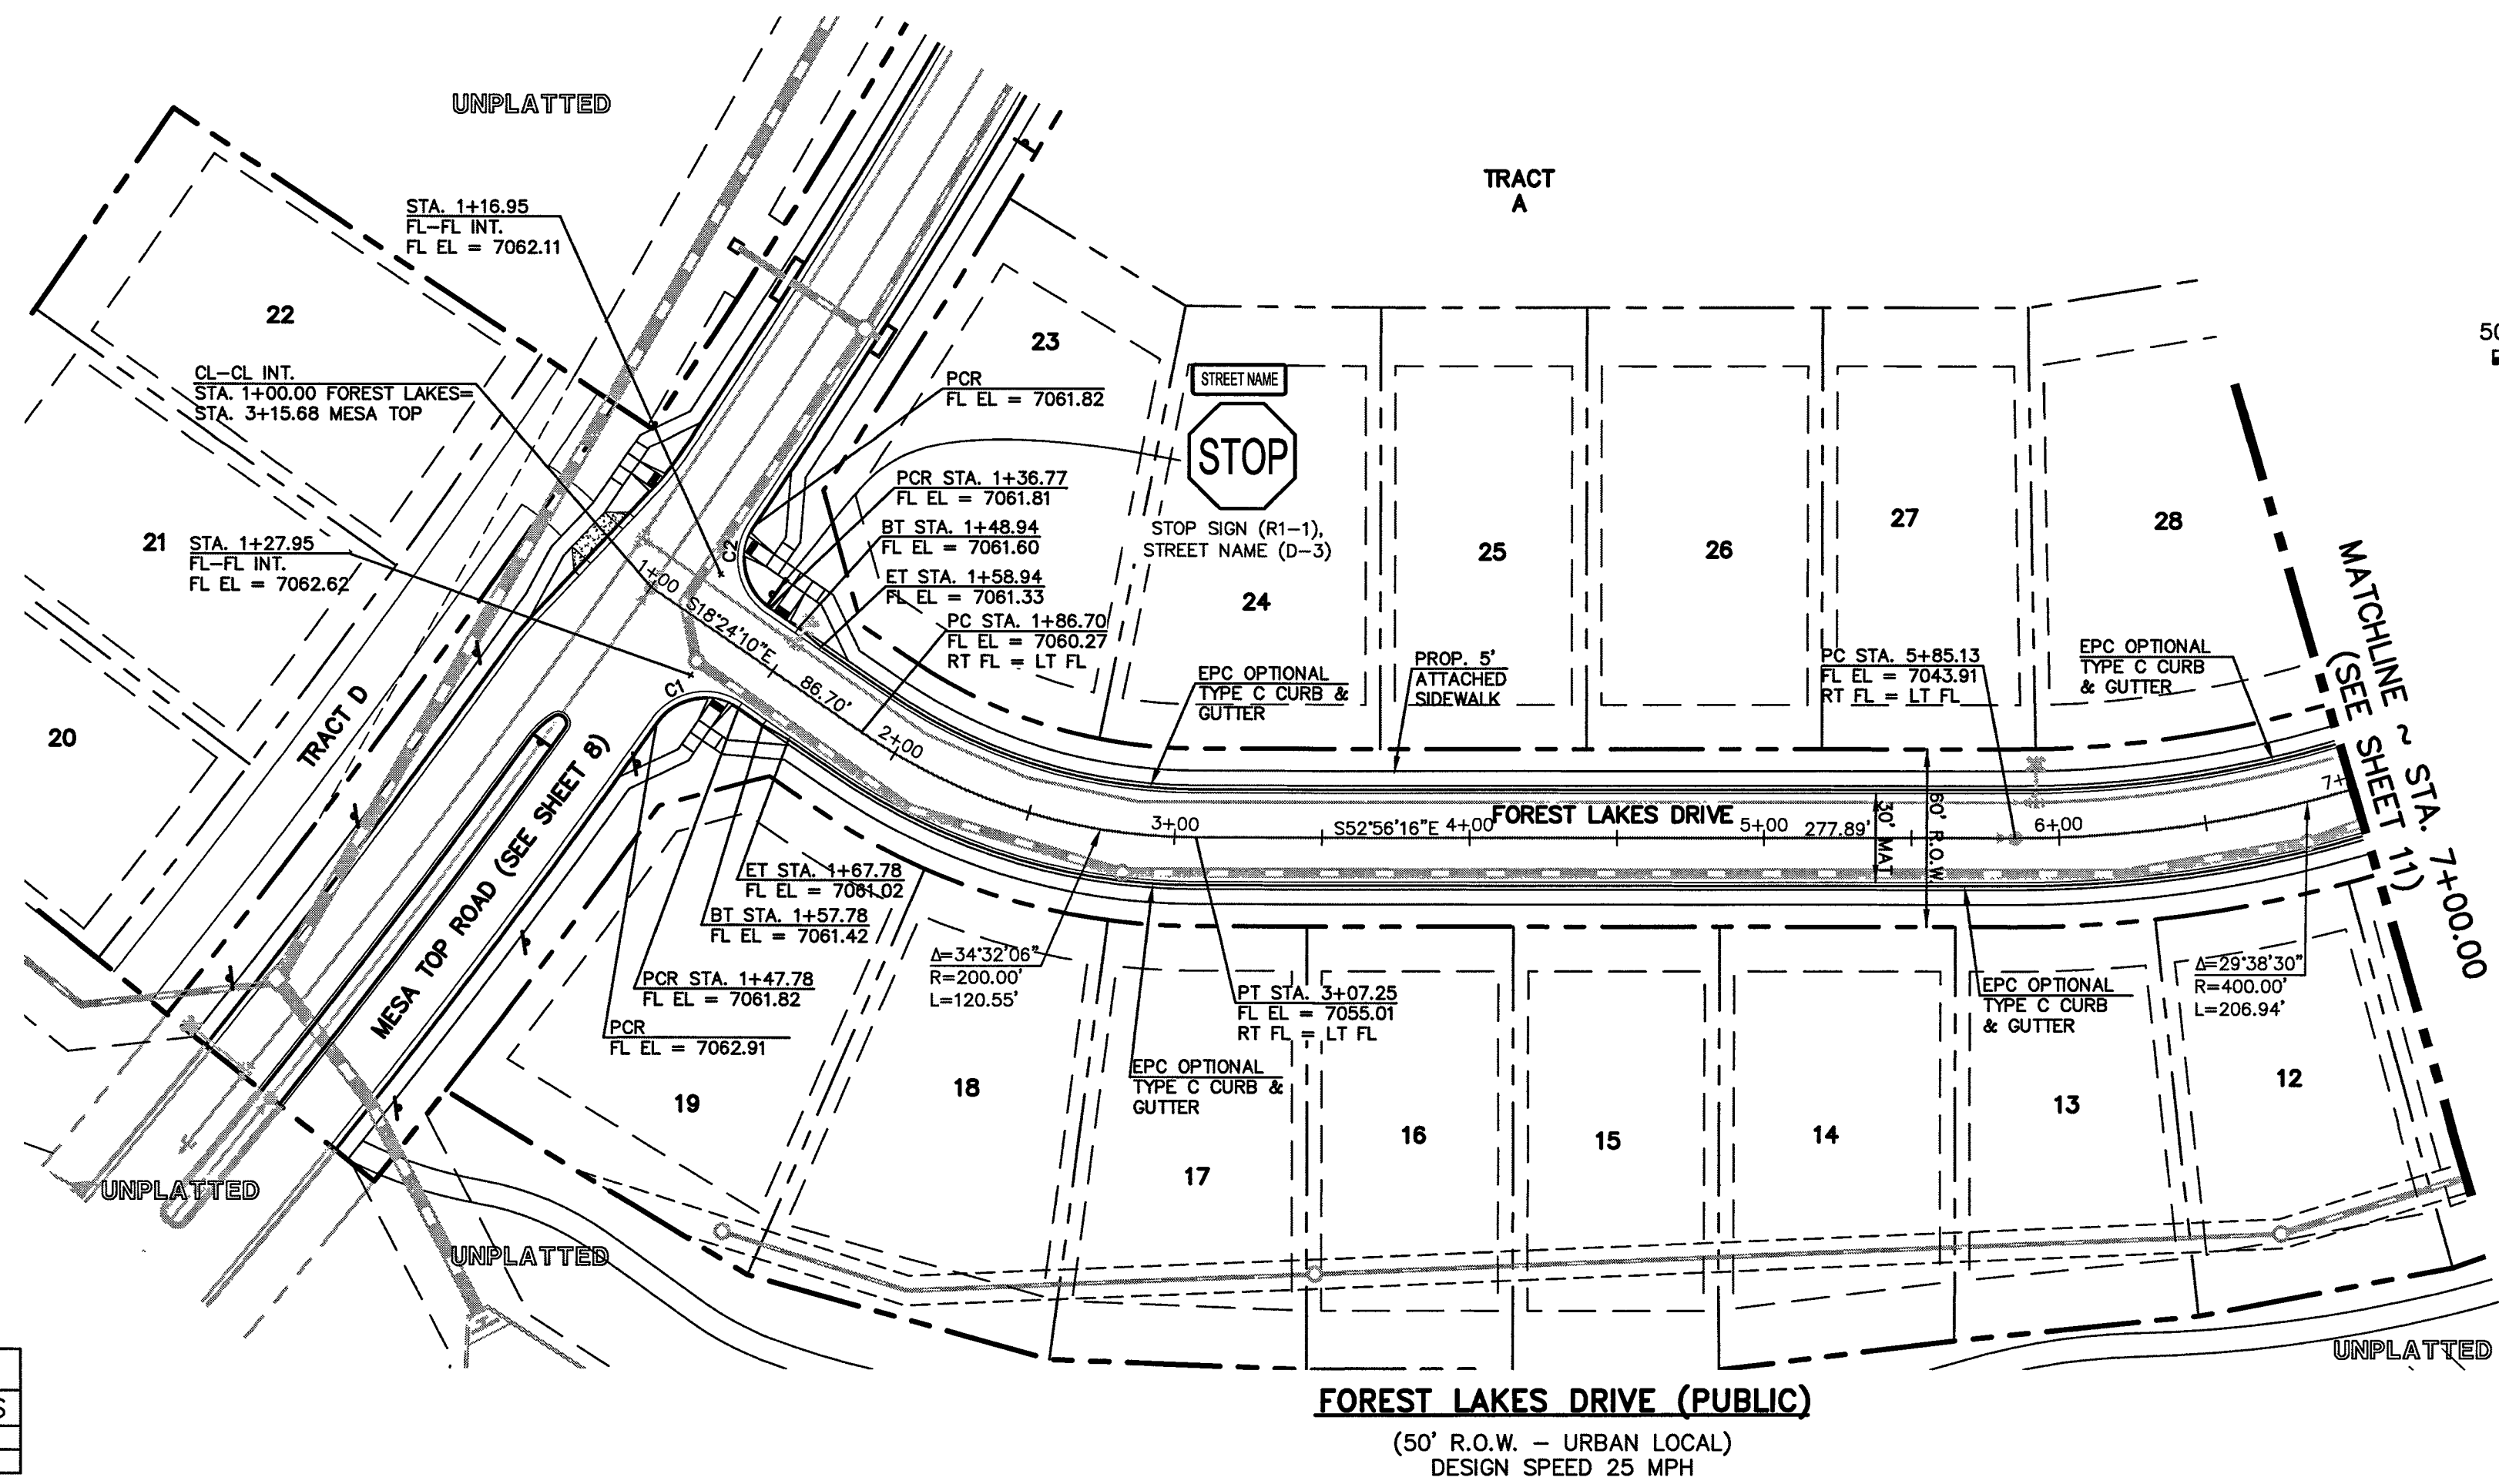 UNPLATTED
TRACT
A
STA. 1+16.95
FL-FL INT.
FL EL = 7062.11
22
23
50
CL-CL INT.
STA. 1+00.00 FOREST LAKES=
STA. 3+15.68 MESA TOP
PCR
FL EL = 7061.82
STREET NAME
STOP
STOP SIGN (R1-1),
STREET NAME (D-3)
PCR STA. 1+36.77
FL EL = 7061.81
BT STA. 1+48.94
FL EL = 7061.60
ET STA. 1+58.94
FL EL = 7061.33
PC STA. 1+86.70
FL EL = 7060.27
RT FL = LT FL
21
STA. 1+27.95
FL-FL INT.
FL EL = 7062.62
24
25
26
27
28
C2
C1
1+00
S18°24'10"E
86.70'
2+00
EPC OPTIONAL
TYPE C CURB &
GUTTER
PROP. 5'
ATTACHED
SIDEWALK
PC STA. 5+85.13
FL EL = 7043.91
RT FL = LT FL
EPC OPTIONAL
TYPE C CURB
& GUTTER
MATCHLINE ~ STA. 7+00.00
(SEE SHEET 11)
20
TRACT D
MESA TOP ROAD (SEE SHEET 8)
3+00
S52°56'16"E
4+00
FOREST LAKES DRIVE
5+00
277.89'
30' MAT
60' R.O.W.
6+00
7+
ET STA. 1+67.78
FL EL = 7061.02
BT STA. 1+57.78
FL EL = 7061.42
PCR STA. 1+47.78
FL EL = 7061.82
PCR
FL EL = 7062.91
Δ=34°32'06"
R=200.00'
L=120.55'
PT STA. 3+07.25
FL EL = 7055.01
RT FL = LT FL
EPC OPTIONAL
TYPE C CURB &
GUTTER
EPC OPTIONAL
TYPE C CURB
& GUTTER
Δ=29°38'30"
R=400.00'
L=206.94'
19
18
17
16
15
14
13
12
UNPLATTED
UNPLATTED
UNPLATTED
S
FOREST LAKES DRIVE (PUBLIC)
(50' R.O.W. - URBAN LOCAL)
DESIGN SPEED 25 MPH